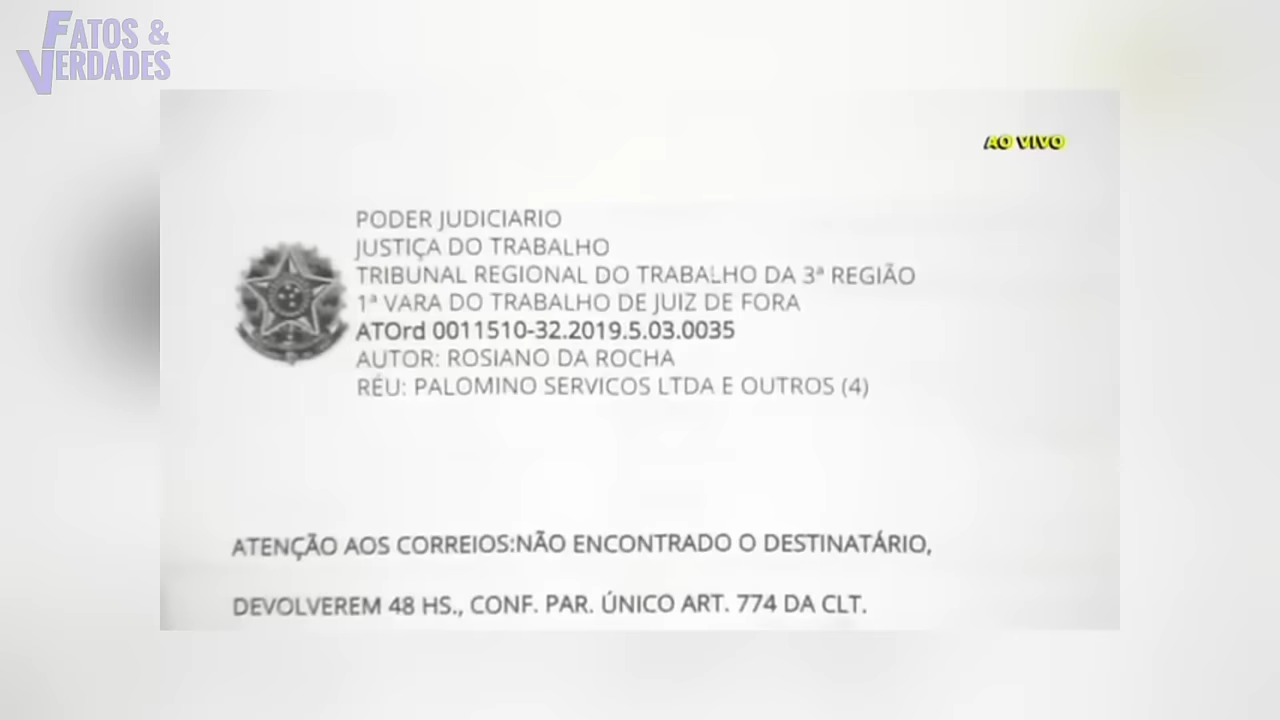 FATOS &
VERDADES
AO VIVO
PODER JUDICIARIO
JUSTIÇA DO TRABALHO
TRIBUNAL REGIONAL DO TRABALHO DA 3ª REGIÃO
1ª VARA DO TRABALHO DE JUIZ DE FORA
ATOrd 0011510-32.2019.5.03.0035
AUTOR: ROSIANO DA ROCHA
RÉU: PALOMINO SERVICOS LTDA E OUTROS (4)
ATENÇÃO AOS CORREIOS:NÃO ENCONTRADO O DESTINATÁRIO,
DEVOLVEREM 48 HS., CONF. PAR. ÚNICO ART. 774 DA CLT.